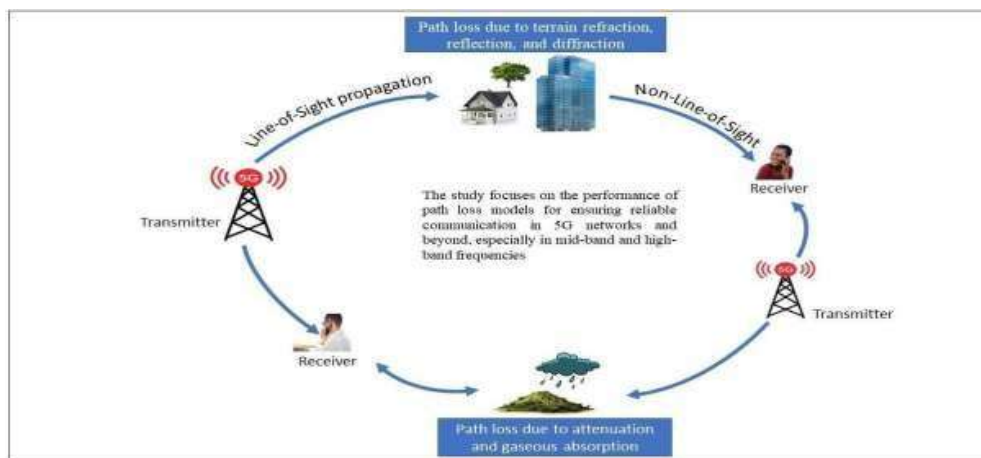 Path loss due to terrain refraction,
reflection, and diffraction
Line-of-Sight propagation
Non-Line-of-Sight
5G
Transmitter
Receiver
The study focuses on the performance of
path loss models for ensuring reliable
communication in 5G networks and
beyond, especially in mid-band and high-
band frequencies
5G
Transmitter
Receiver
Path loss due to attenuation
and gaseous absorption